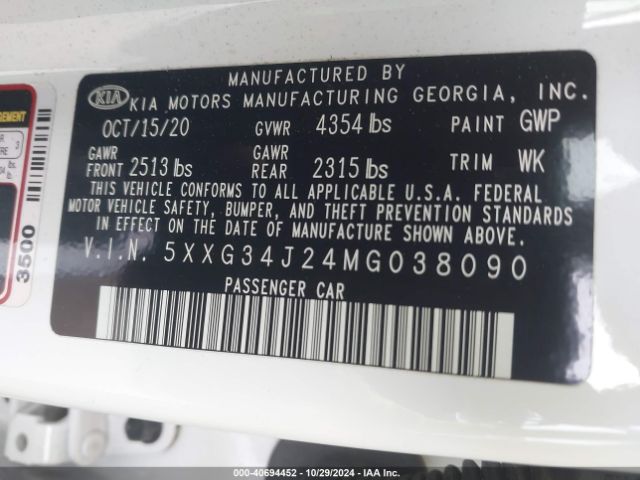 MANUFACTURED BY
KIA KIA MOTORS MANUFACTURING GEORGIA, INC.
OCT/15/20 GVWR 4354 lbs PAINT GWP
GAWR FRONT 2513 lbs GAWR REAR 2315 lbs TRIM WK
THIS VEHICLE CONFORMS TO ALL APPLICABLE U.S.A. FEDERAL
MOTOR VEHICLE SAFETY, BUMPER, AND THEFT PREVENTION STANDARDS
IN EFFECT ON THE DATE OF MANUFACTURE SHOWN ABOVE.
V.I.N. 5XXG34J24MG038090
PASSENGER CAR
3500
00:00 - 40694452 - 10/29/2024 - IAA Inc.